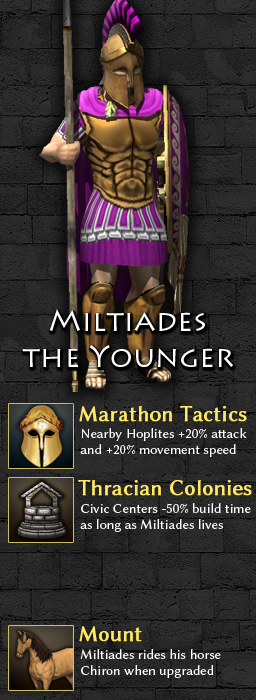 Miltiades
the Younger
Marathon Tactics
Nearby Hoplites +20% attack
and +20% movement speed
Thracian Colonies
Civic Centers -50% build time
as long as Miltiades lives
Mount
Miltiades rides his horse
Chiron when upgraded